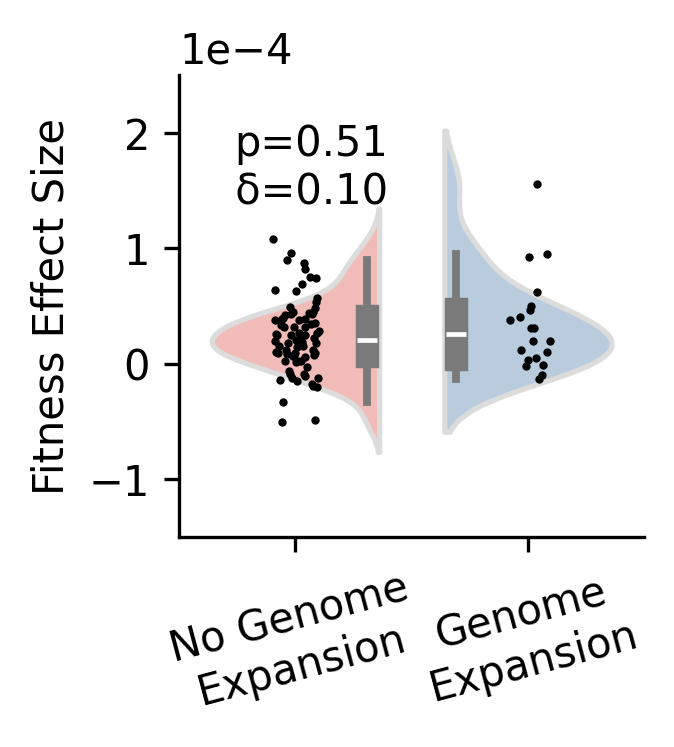 1e−4
Fitness Effect Size
2
1
0
−1
p=0.51
δ=0.10
No Genome
Expansion
Genome
Expansion